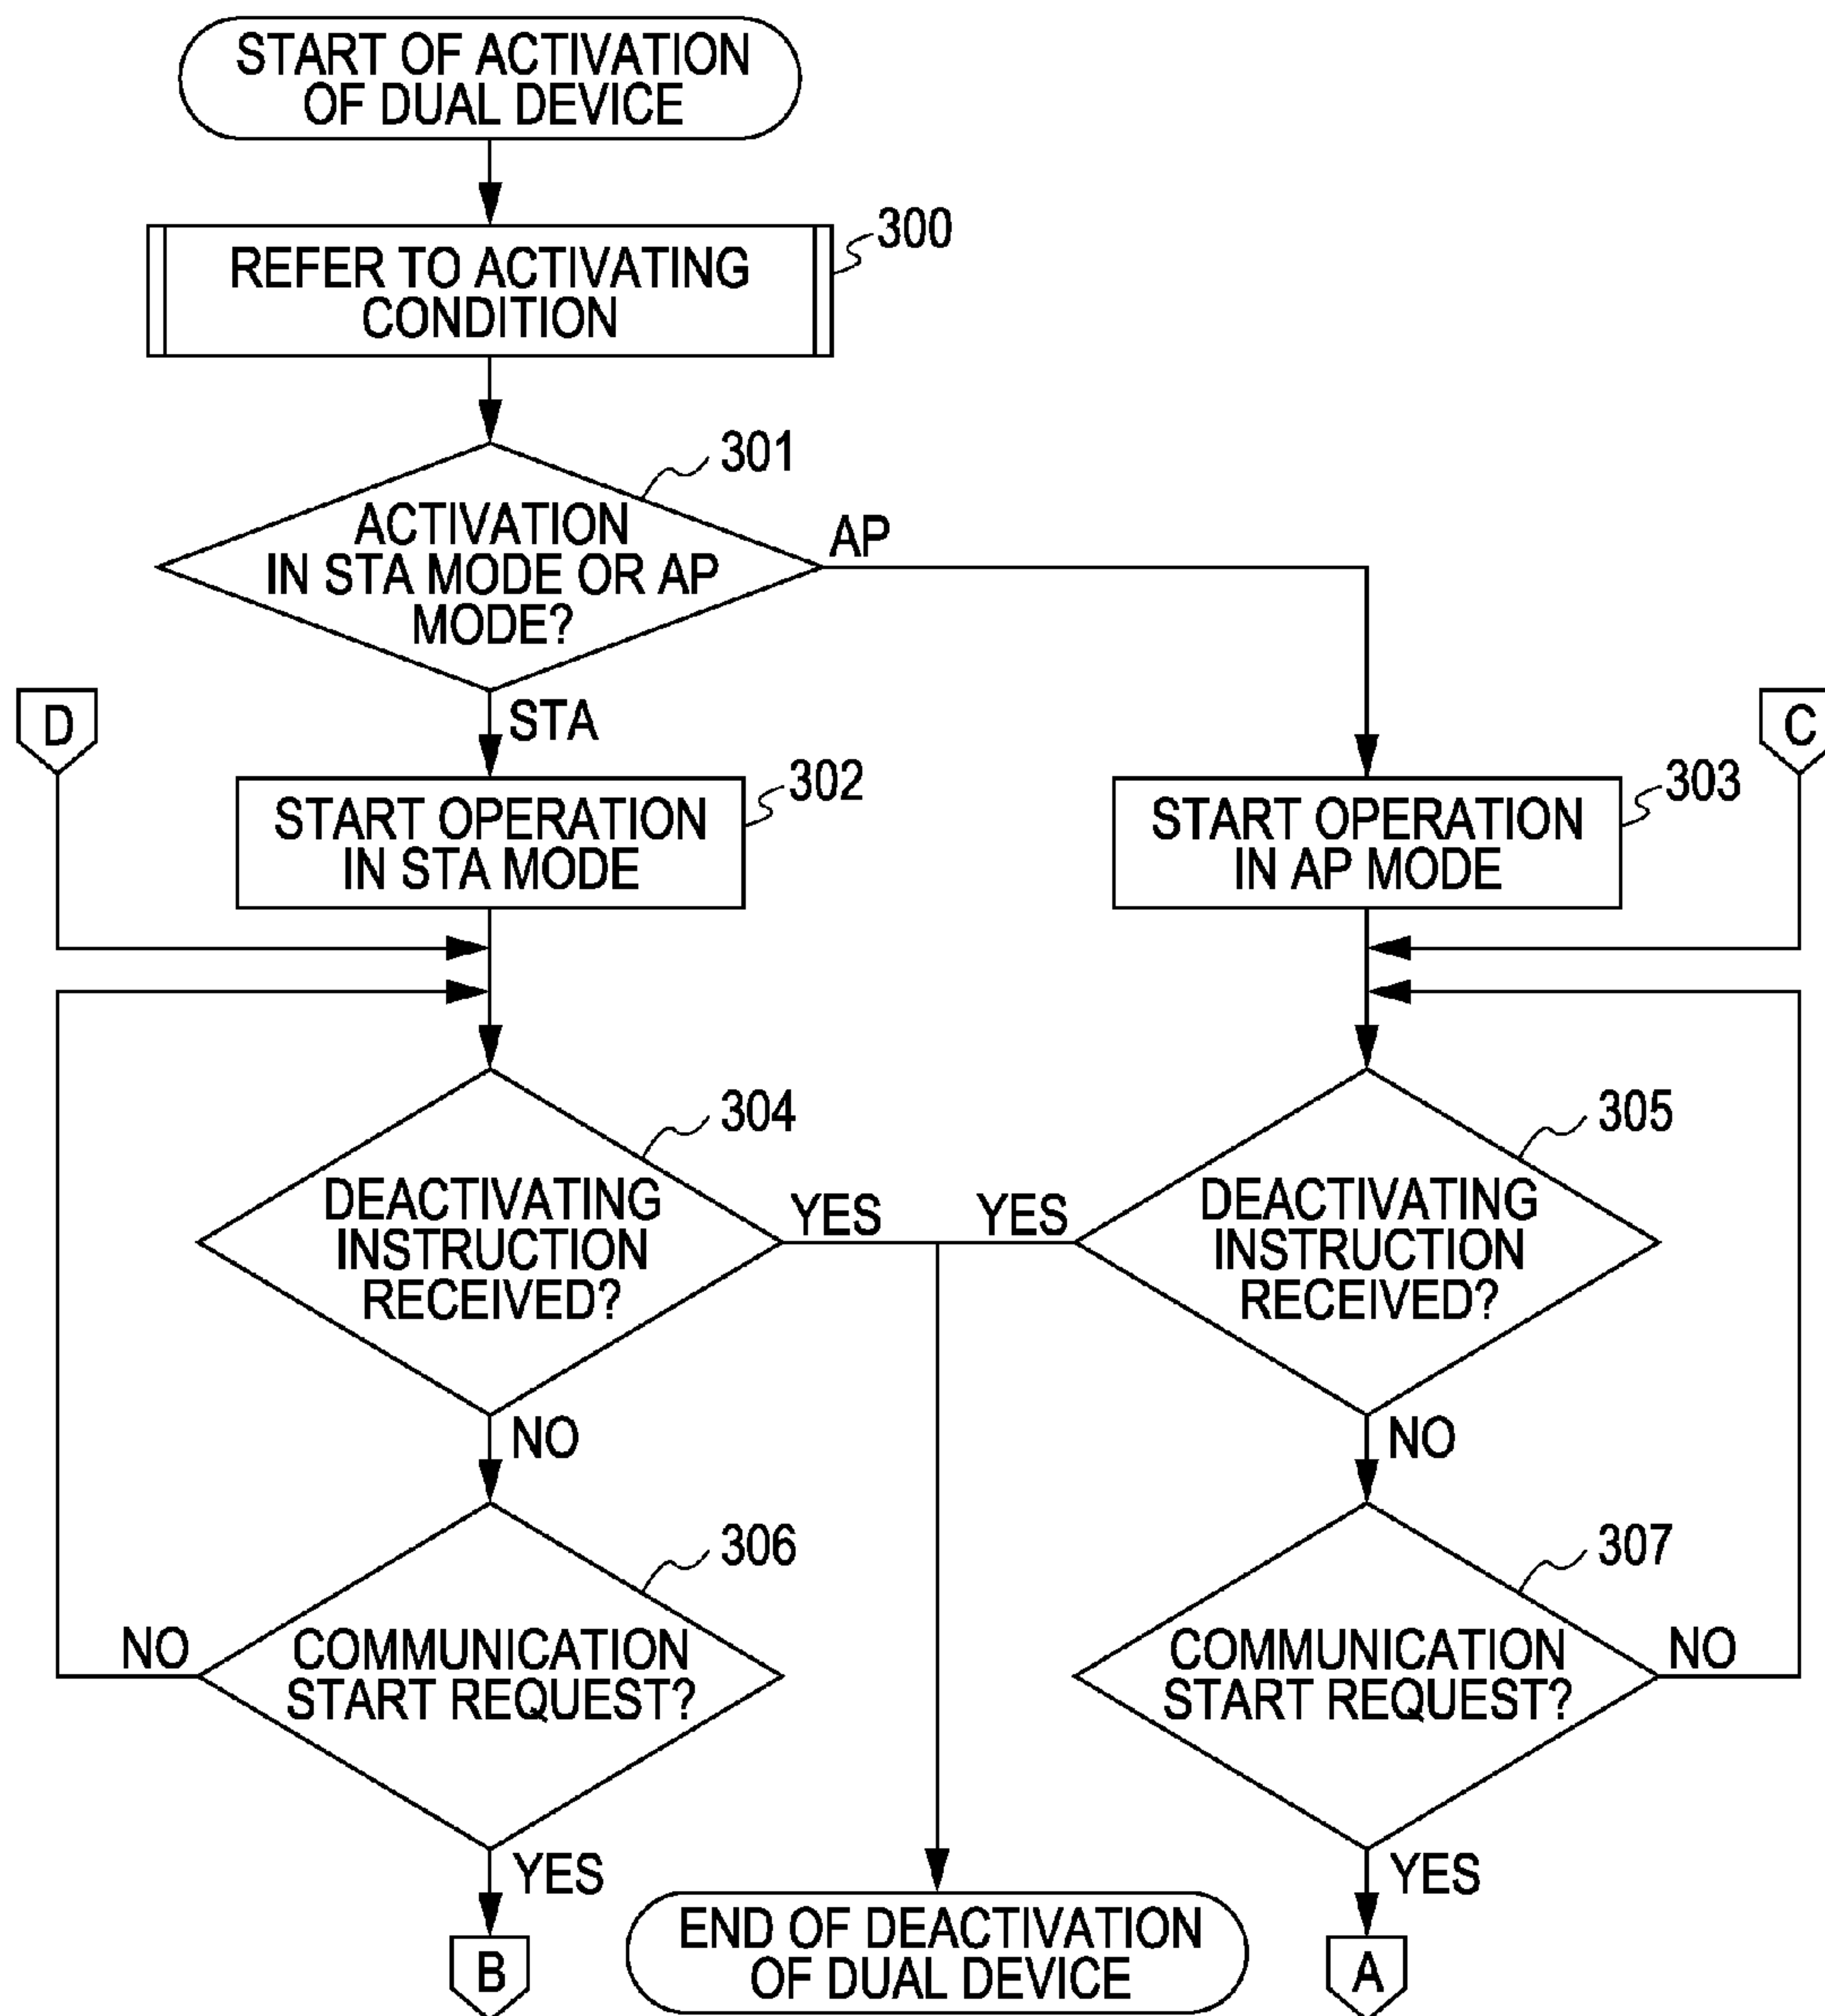 START OF ACTIVATION
OF DUAL DEVICE
300
REFER TO ACTIVATING
CONDITION
301
ACTIVATION
IN STA MODE OR AP
MODE?
AP
STA
D
C
302
START OPERATION
IN STA MODE
303
START OPERATION
IN AP MODE
304
DEACTIVATING
INSTRUCTION
RECEIVED?
YES
YES
305
DEACTIVATING
INSTRUCTION
RECEIVED?
NO
NO
306
COMMUNICATION
START REQUEST?
NO
307
COMMUNICATION
START REQUEST?
NO
YES
YES
B
END OF DEACTIVATION
OF DUAL DEVICE
A